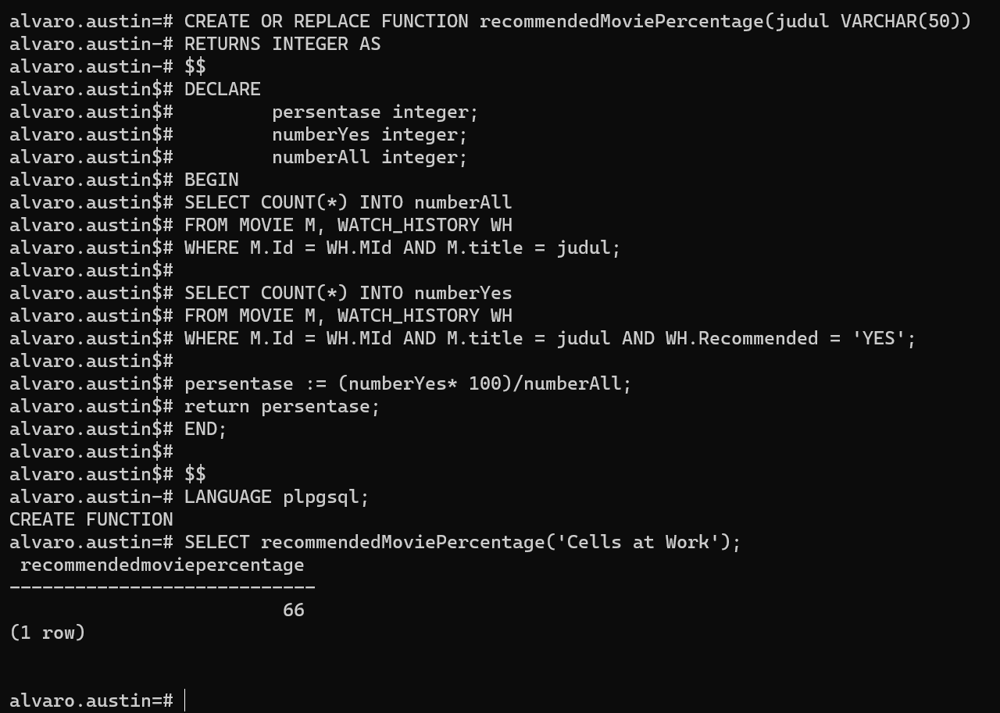 alvaro.austin=# CREATE OR REPLACE FUNCTION recommendedMoviePercentage(judul VARCHAR(50))
alvaro.austin-# RETURNS INTEGER AS
alvaro.austin-# $$
alvaro.austin$# DECLARE
alvaro.austin$#         persentase integer;
alvaro.austin$#         numberYes integer;
alvaro.austin$#         numberAll integer;
alvaro.austin$# BEGIN
alvaro.austin$# SELECT COUNT(*) INTO numberAll
alvaro.austin$# FROM MOVIE M, WATCH_HISTORY WH
alvaro.austin$# WHERE M.Id = WH.MId AND M.title = judul;
alvaro.austin$#
alvaro.austin$# SELECT COUNT(*) INTO numberYes
alvaro.austin$# FROM MOVIE M, WATCH_HISTORY WH
alvaro.austin$# WHERE M.Id = WH.MId AND M.title = judul AND WH.Recommended = 'YES';
alvaro.austin$#
alvaro.austin$# persentase := (numberYes* 100)/numberAll;
alvaro.austin$# return persentase;
alvaro.austin$# END;
alvaro.austin$#
alvaro.austin$# $$
alvaro.austin-# LANGUAGE plpgsql;
CREATE FUNCTION
alvaro.austin=# SELECT recommendedMoviePercentage('Cells at Work');
 recommendedmoviepercentage
----------------------------
                         66
(1 row)
alvaro.austin=#